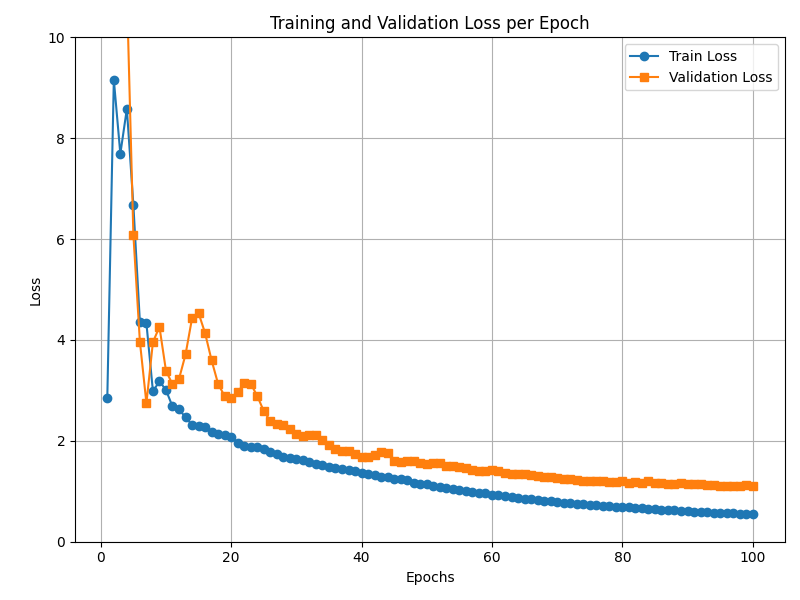 Training and Validation Loss per Epoch
Train Loss
Validation Loss
Loss
10
8
6
4
2
0
0 20 40 60 80 100
Epochs